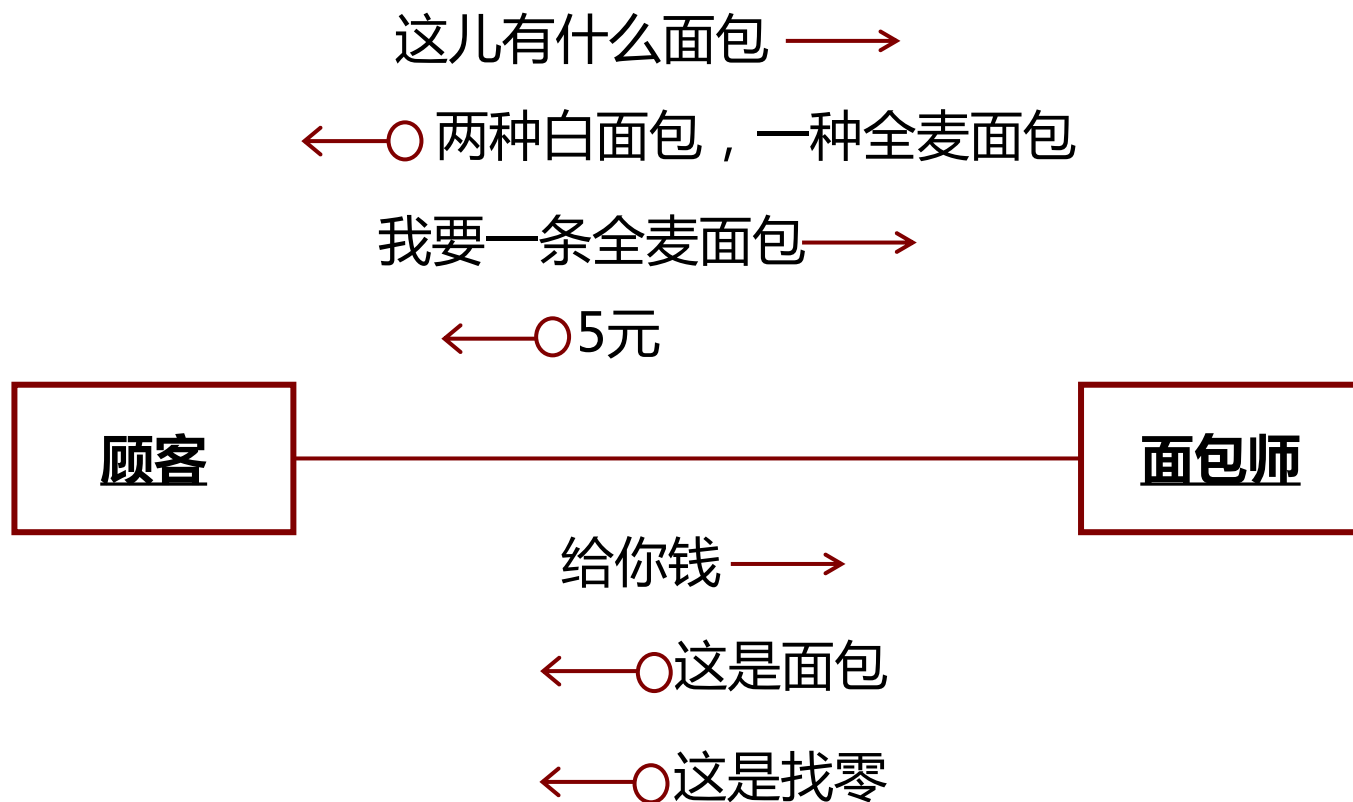 这儿有什么面包
两种白面包，一种全麦面包
我要一条全麦面包
5元
顾客
面包师
给你钱
这是面包
这是找零